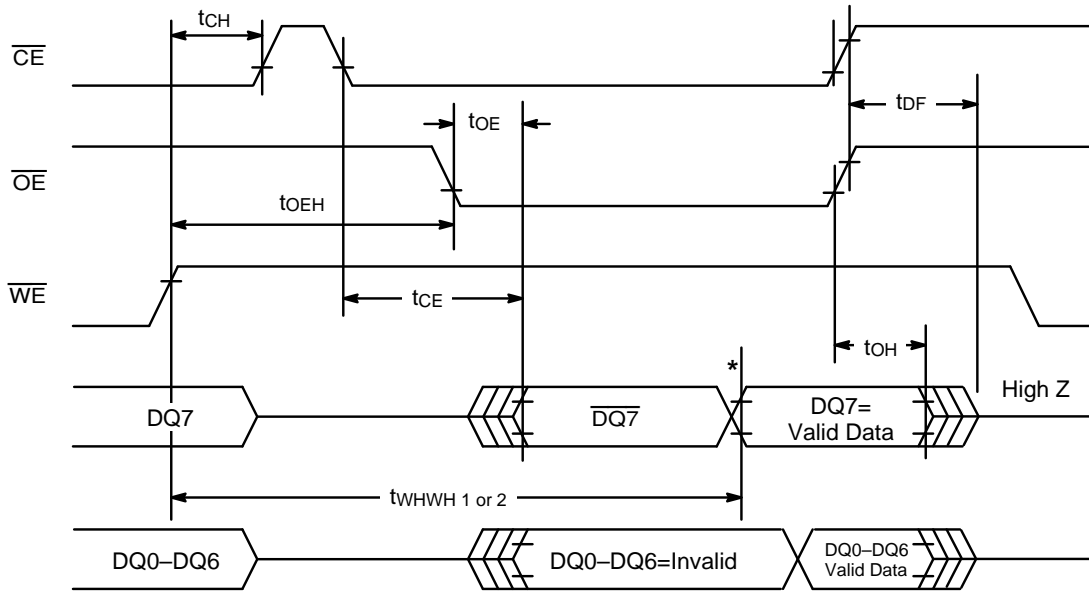 tCH
CE
tDF
tOE
OE
tOEH
WE
tCE
tOH
*
High Z
DQ7
DQ7
DQ7=
Valid Data
tWHWH 1 or 2
DQ0–DQ6
DQ0–DQ6=Invalid
DQ0–DQ6
Valid Data